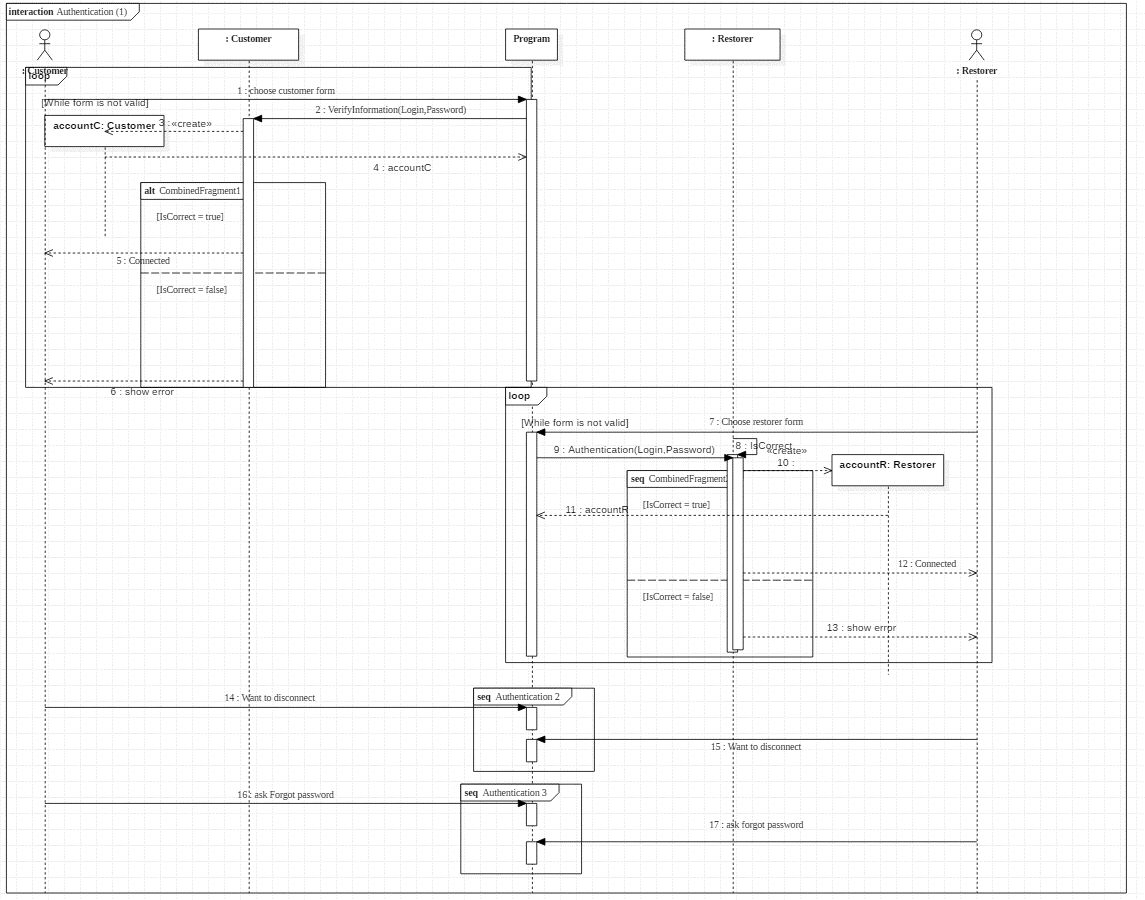 interaction Authentication (1)
: Customer
: Customer
Program
: Restorer
: Restorer
loop
[While form is not valid]
1 : choose customer form
2 : VerifyInformation(Login,Password)
accountC: Customer
3 : «create»
4 : accountC
alt CombinedFragment1
[IsCorrect = true]
5 : Connected
[IsCorrect = false]
6 : show error
loop
[While form is not valid]
7 : Choose restorer form
8 : IsCorrect
9 : Authentication(Login,Password)
«create»
10 :
accountR: Restorer
seq CombinedFragment
[IsCorrect = true]
11 : accountR
12 : Connected
[IsCorrect = false]
13 : show error
14 : Want to disconnect
seq Authentication 2
15 : Want to disconnect
seq Authentication 3
16 : ask Forgot password
17 : ask forgot password